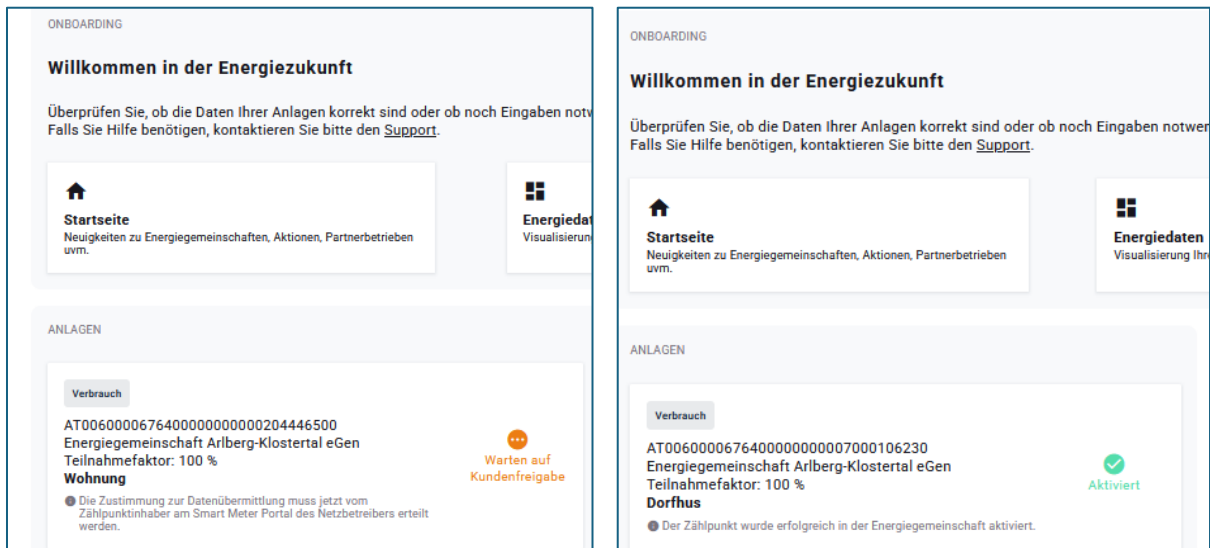 ONBOARDING
Willkommen in der Energiezukunft
Überprüfen Sie, ob die Daten Ihrer Anlagen korrekt sind oder ob noch Eingaben notw
Falls Sie Hilfe benötigen, kontaktieren Sie bitte den Support.
Startseite
Neuigkeiten zu Energiegemeinschaften, Aktionen, Partnerbetrieben
uvm.
Energiedat
Visualisierun
ANLAGEN
Verbrauch
AT0060000676400000000000204446500
Energiegemeinschaft Arlberg-Klostertal eGen
Teilnahmefaktor: 100 %
Wohnung
Die Zustimmung zur Datenübermittlung muss jetzt vom
Zählpunktinhaber am Smart Meter Portal des Netzbetreibers erteilt
werden.
Warten auf
Kundenfreigabe
ONBOARDING
Willkommen in der Energiezukunft
Überprüfen Sie, ob die Daten Ihrer Anlagen korrekt sind oder ob noch Eingaben notwen
Falls Sie Hilfe benötigen, kontaktieren Sie bitte den Support.
Startseite
Neuigkeiten zu Energiegemeinschaften, Aktionen, Partnerbetrieben
uvm.
Energiedaten
Visualisierung Ihre
ANLAGEN
Verbrauch
AT0060000676400000000007000106230
Energiegemeinschaft Arlberg-Klostertal eGen
Teilnahmefaktor: 100 %
Dorfhus
Der Zählpunkt wurde erfolgreich in der Energiegemeinschaft aktiviert.
Aktiviert